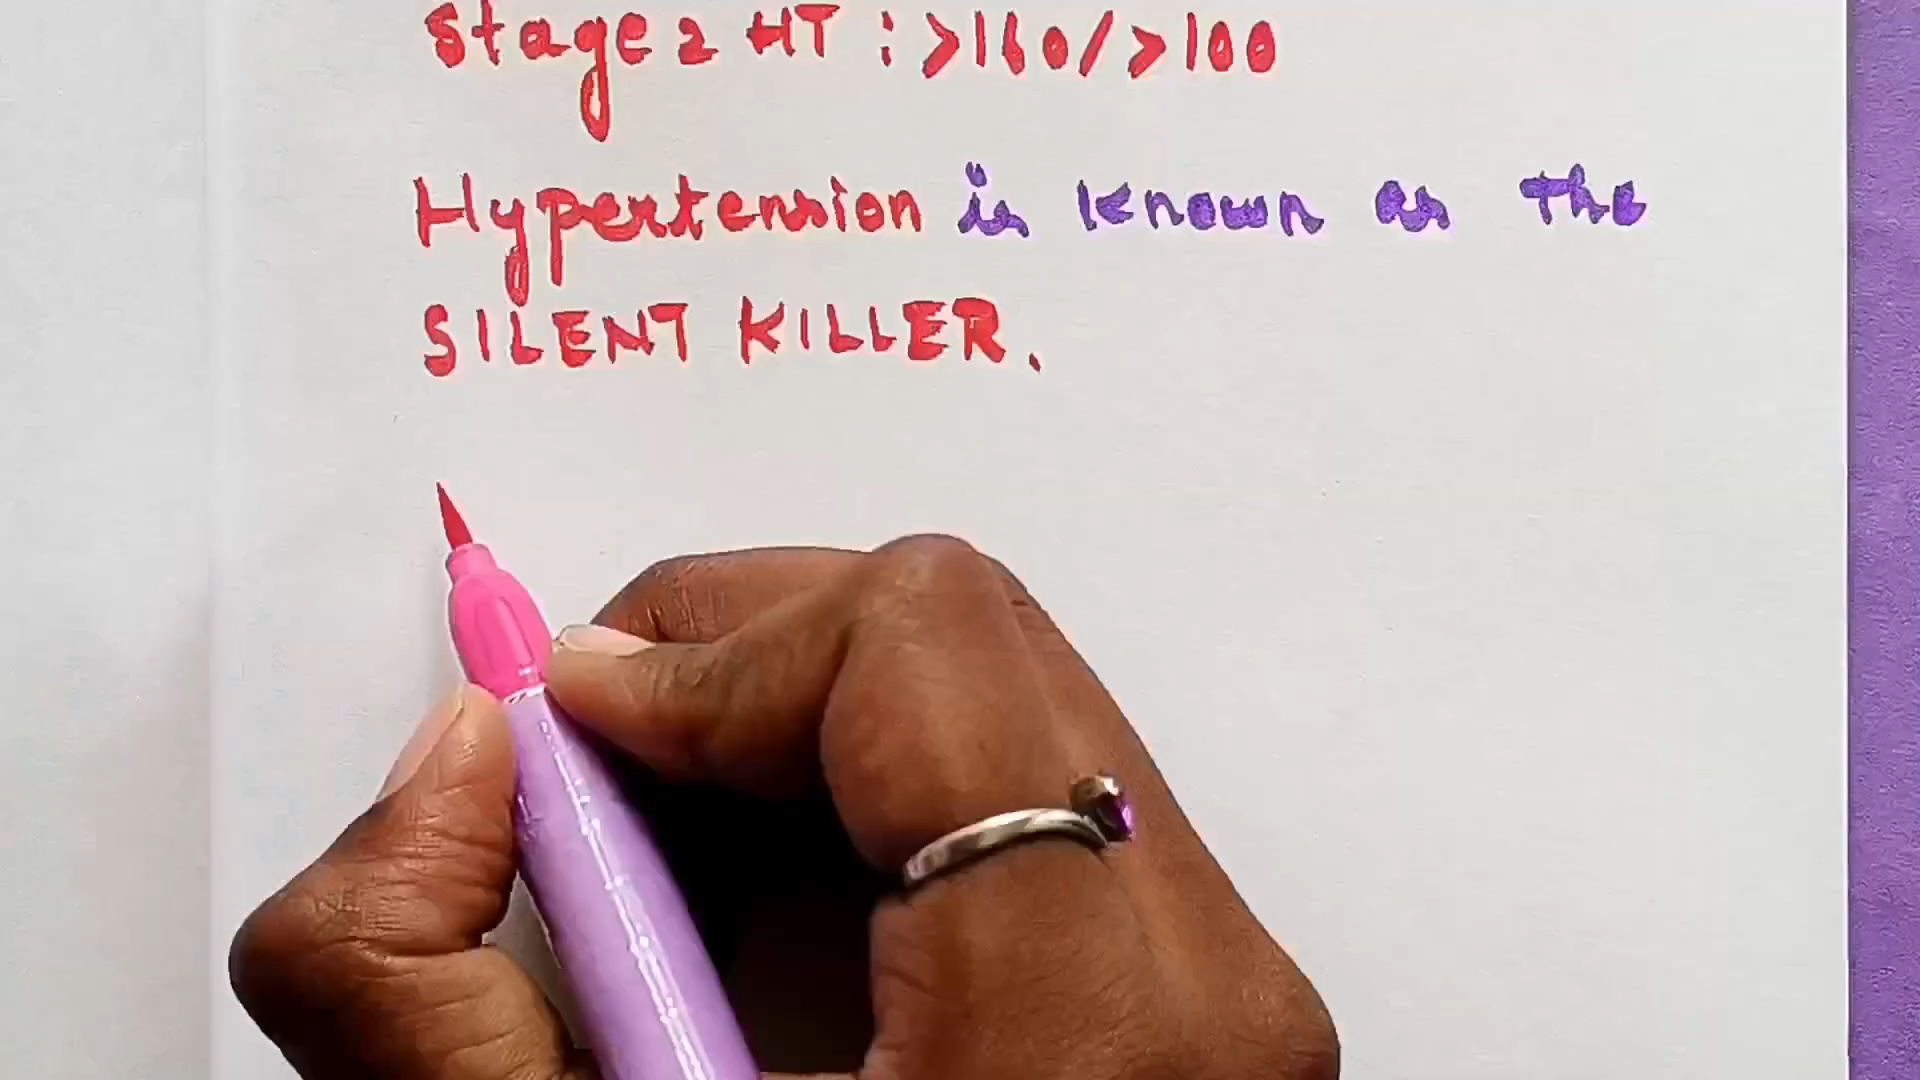 Stage 2 HT : >160/>100
Hypertension is known as the
SILENT KILLER.